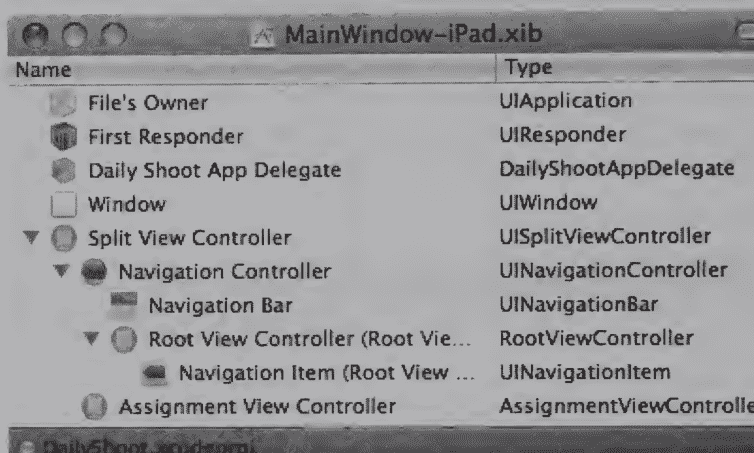 MainWindow-iPad.xib
Name Type
File's Owner UIApplication
First Responder UIResponder
Daily Shoot App Delegate DailyShootAppDelegate
Window UIWindow
Split View Controller UISplitViewController
Navigation Controller UINavigationController
Navigation Bar UINavigationBar
Root View Controller (Root Vie... RootViewController
Navigation Item (Root View ... UINavigationItem
Assignment View Controller AssignmentViewControlle
DailyShoot.xcodeproj